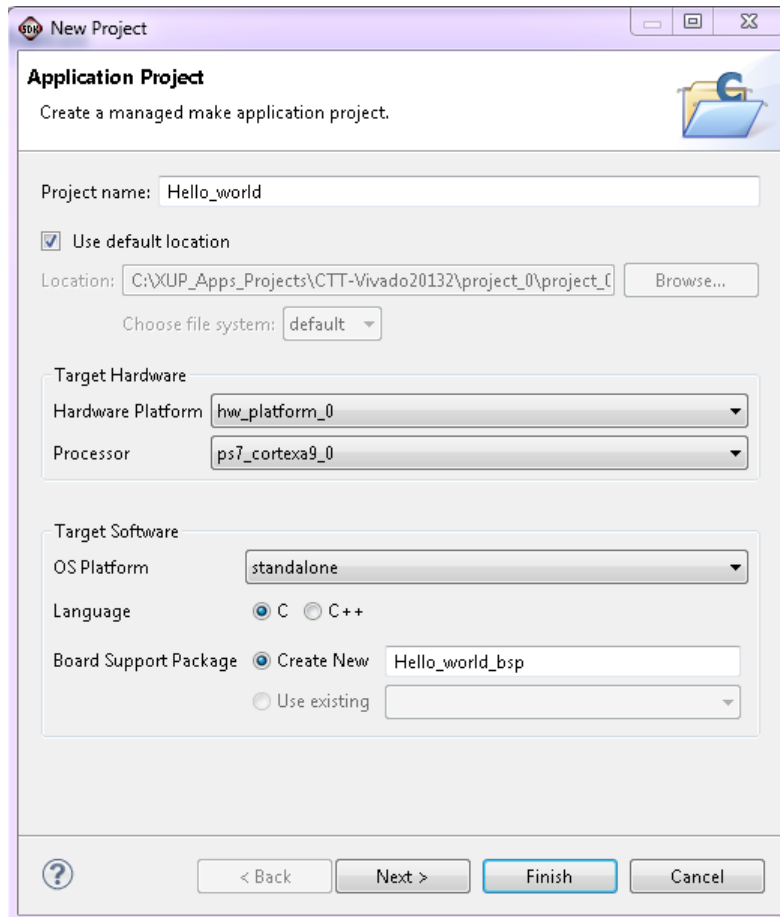 SDK New Project
Application Project
Create a managed make application project.
Project name: Hello_world
Use default location
Location: C:\XUP_Apps_Projects\CTT-Vivado20132\project_0\project_( Browse...
Choose file system: default
Target Hardware
Hardware Platform hw_platform_0
Processor ps7_cortexa9_0
Target Software
OS Platform standalone
Language C C++
Board Support Package Create New Hello_world_bsp
Use existing
? < Back Next > Finish Cancel